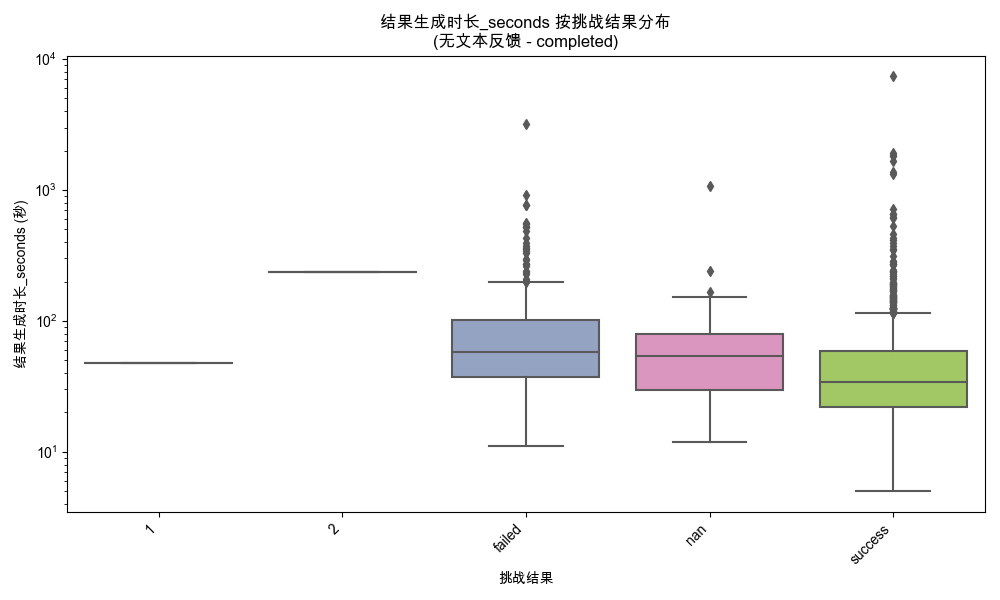 结果生成时长_seconds 按挑战结果分布
(无文本反馈 - completed)
结果生成时长_seconds (秒)
10⁴
10³
10²
10¹
1
2
failed
nan
success
挑战结果